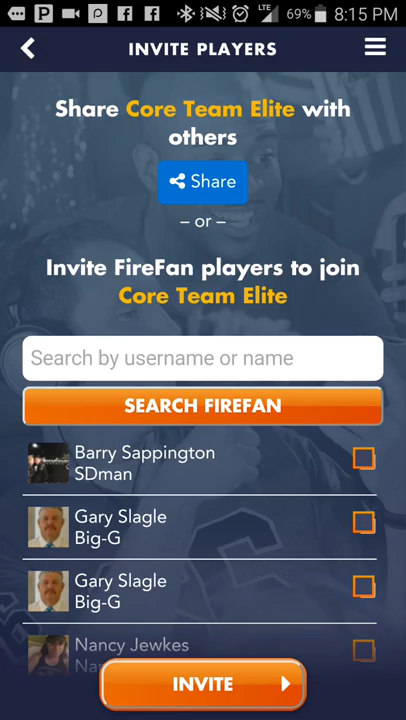 LTE
69% 8:15 PM
INVITE PLAYERS
Share Core Team Elite with
others
Share
– or –
Invite FireFan players to join
Core Team Elite
Search by username or name
SEARCH FIREFAN
Barry Sappington
SDman
Gary Slagle
Big-G
Gary Slagle
Big-G
Nancy Jewkes
INVITE